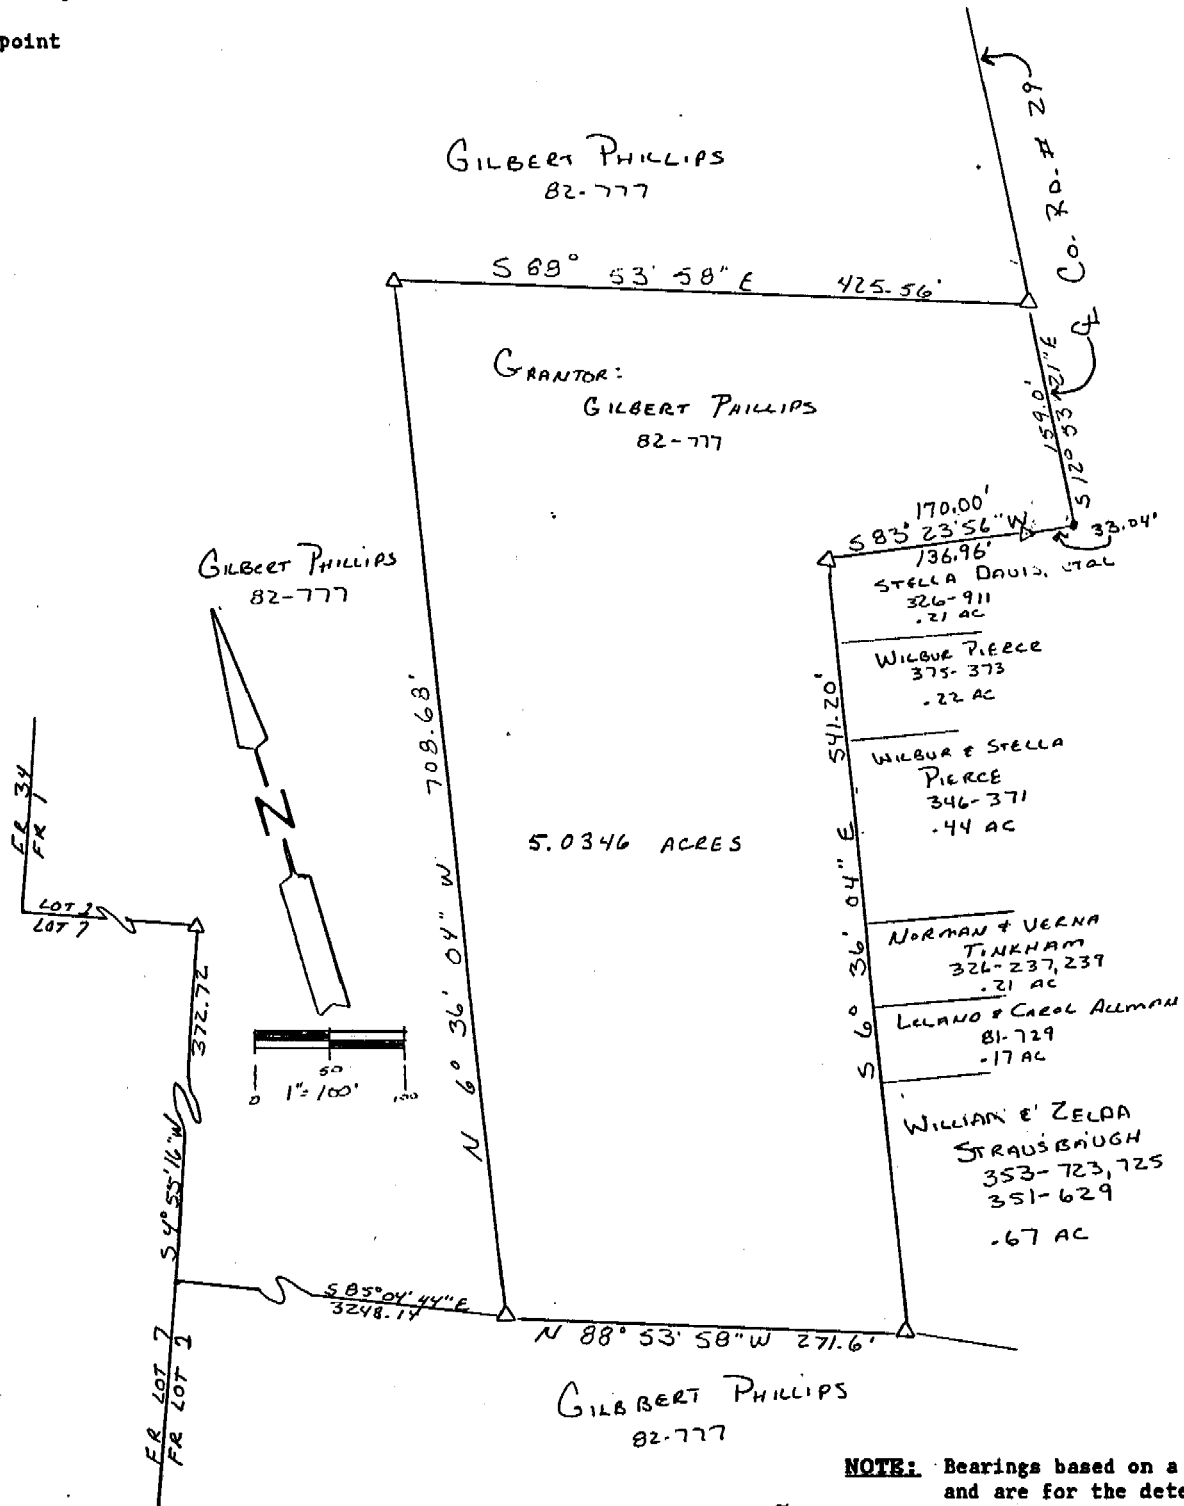 point
GILBERT PHILLIPS
82-777
CO. RD. # 29
S 89° 53' 58" E 425.56'
GRANTOR:
GILBERT PHILLIPS
82-777
159.0'
S 12° 53' 21" E
170.00'
S 83° 23' 56" W
136.96'
33.04'
STELLA DAVIS, ETAL
326-911
.21 AC
GILBERT PHILLIPS
82-777
WILBUR PIERCE
375-373
.22 AC
WILBUR & STELLA
PIERCE
346-371
.44 AC
708.63'
N 6° 36' 04" W
541.20'
S 6° 36' 04" E
5.0346 ACRES
N
FR 34
FR 1
LOT 2
LOT 7
372.72
S 4° 55' 16" W
NORMAN & VERNA
TINKHAM
326-237,239
.21 AC
LELAND & CAROL ALLMAN
81-729
.17 AC
0 50 100
1"=100'
WILLIAM & ZELDA
STRAUSBAUGH
353-723,725
351-629
.67 AC
S 85° 04' 44" E
3248.14
N 88° 53' 58" W 271.6'
FR LOT 7
FR LOT 2
GILBBERT PHILLIPS
82-777
NOTE: Bearings based on a
and are for the dete